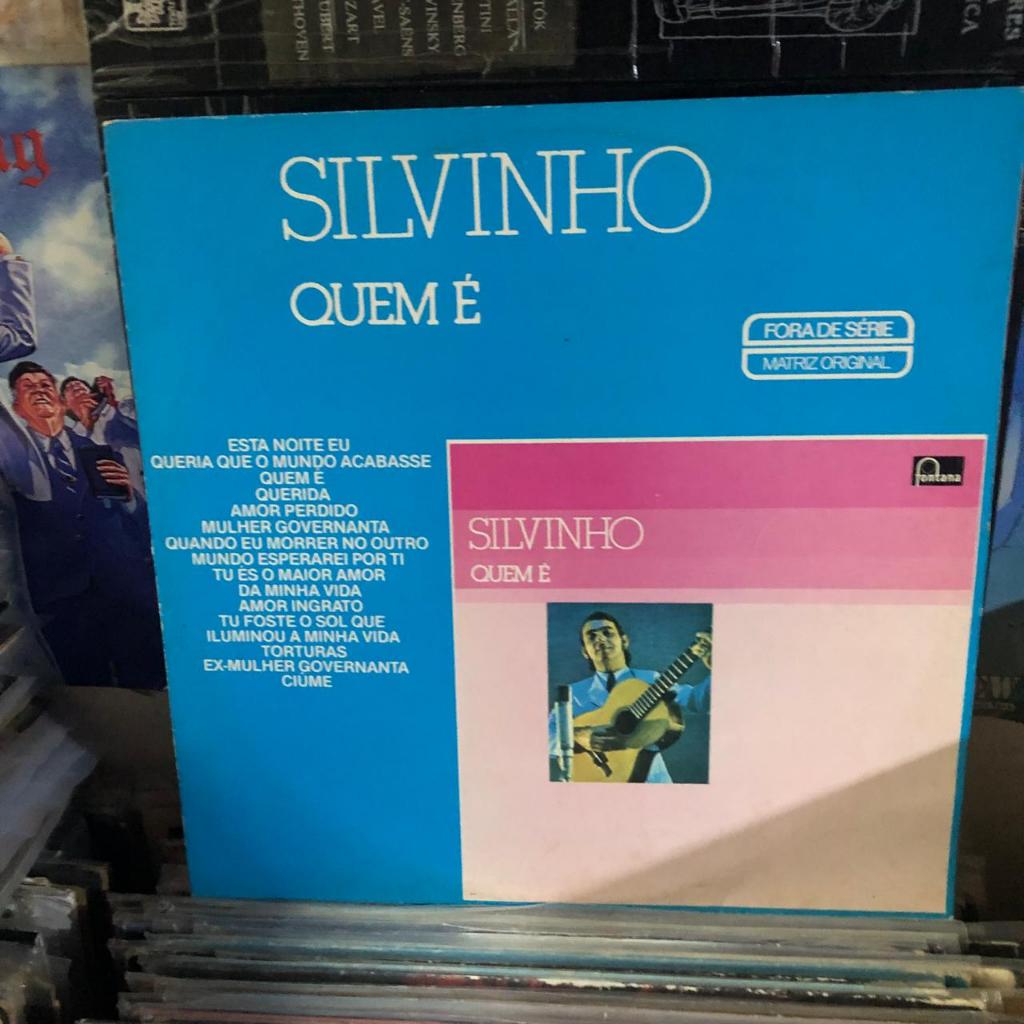 SILVINHO
QUEM É
FORA DE SÉRIE
MATRIZ ORIGINAL
ESTA NOITE EU
QUERIA QUE O MUNDO ACABASSE
QUEM É
QUERIDA
AMOR PERDIDO
MULHER GOVERNANTA
QUANDO EU MORRER NO OUTRO
MUNDO ESPERAREI POR TI
TU ÉS O MAIOR AMOR
DA MINHA VIDA
AMOR INGRATO
TU FOSTE O SOL QUE
ILUMINOU A MINHA VIDA
TORTURAS
EX-MULHER GOVERNANTA
CIÚME
fontana
SILVINHO
QUEM É